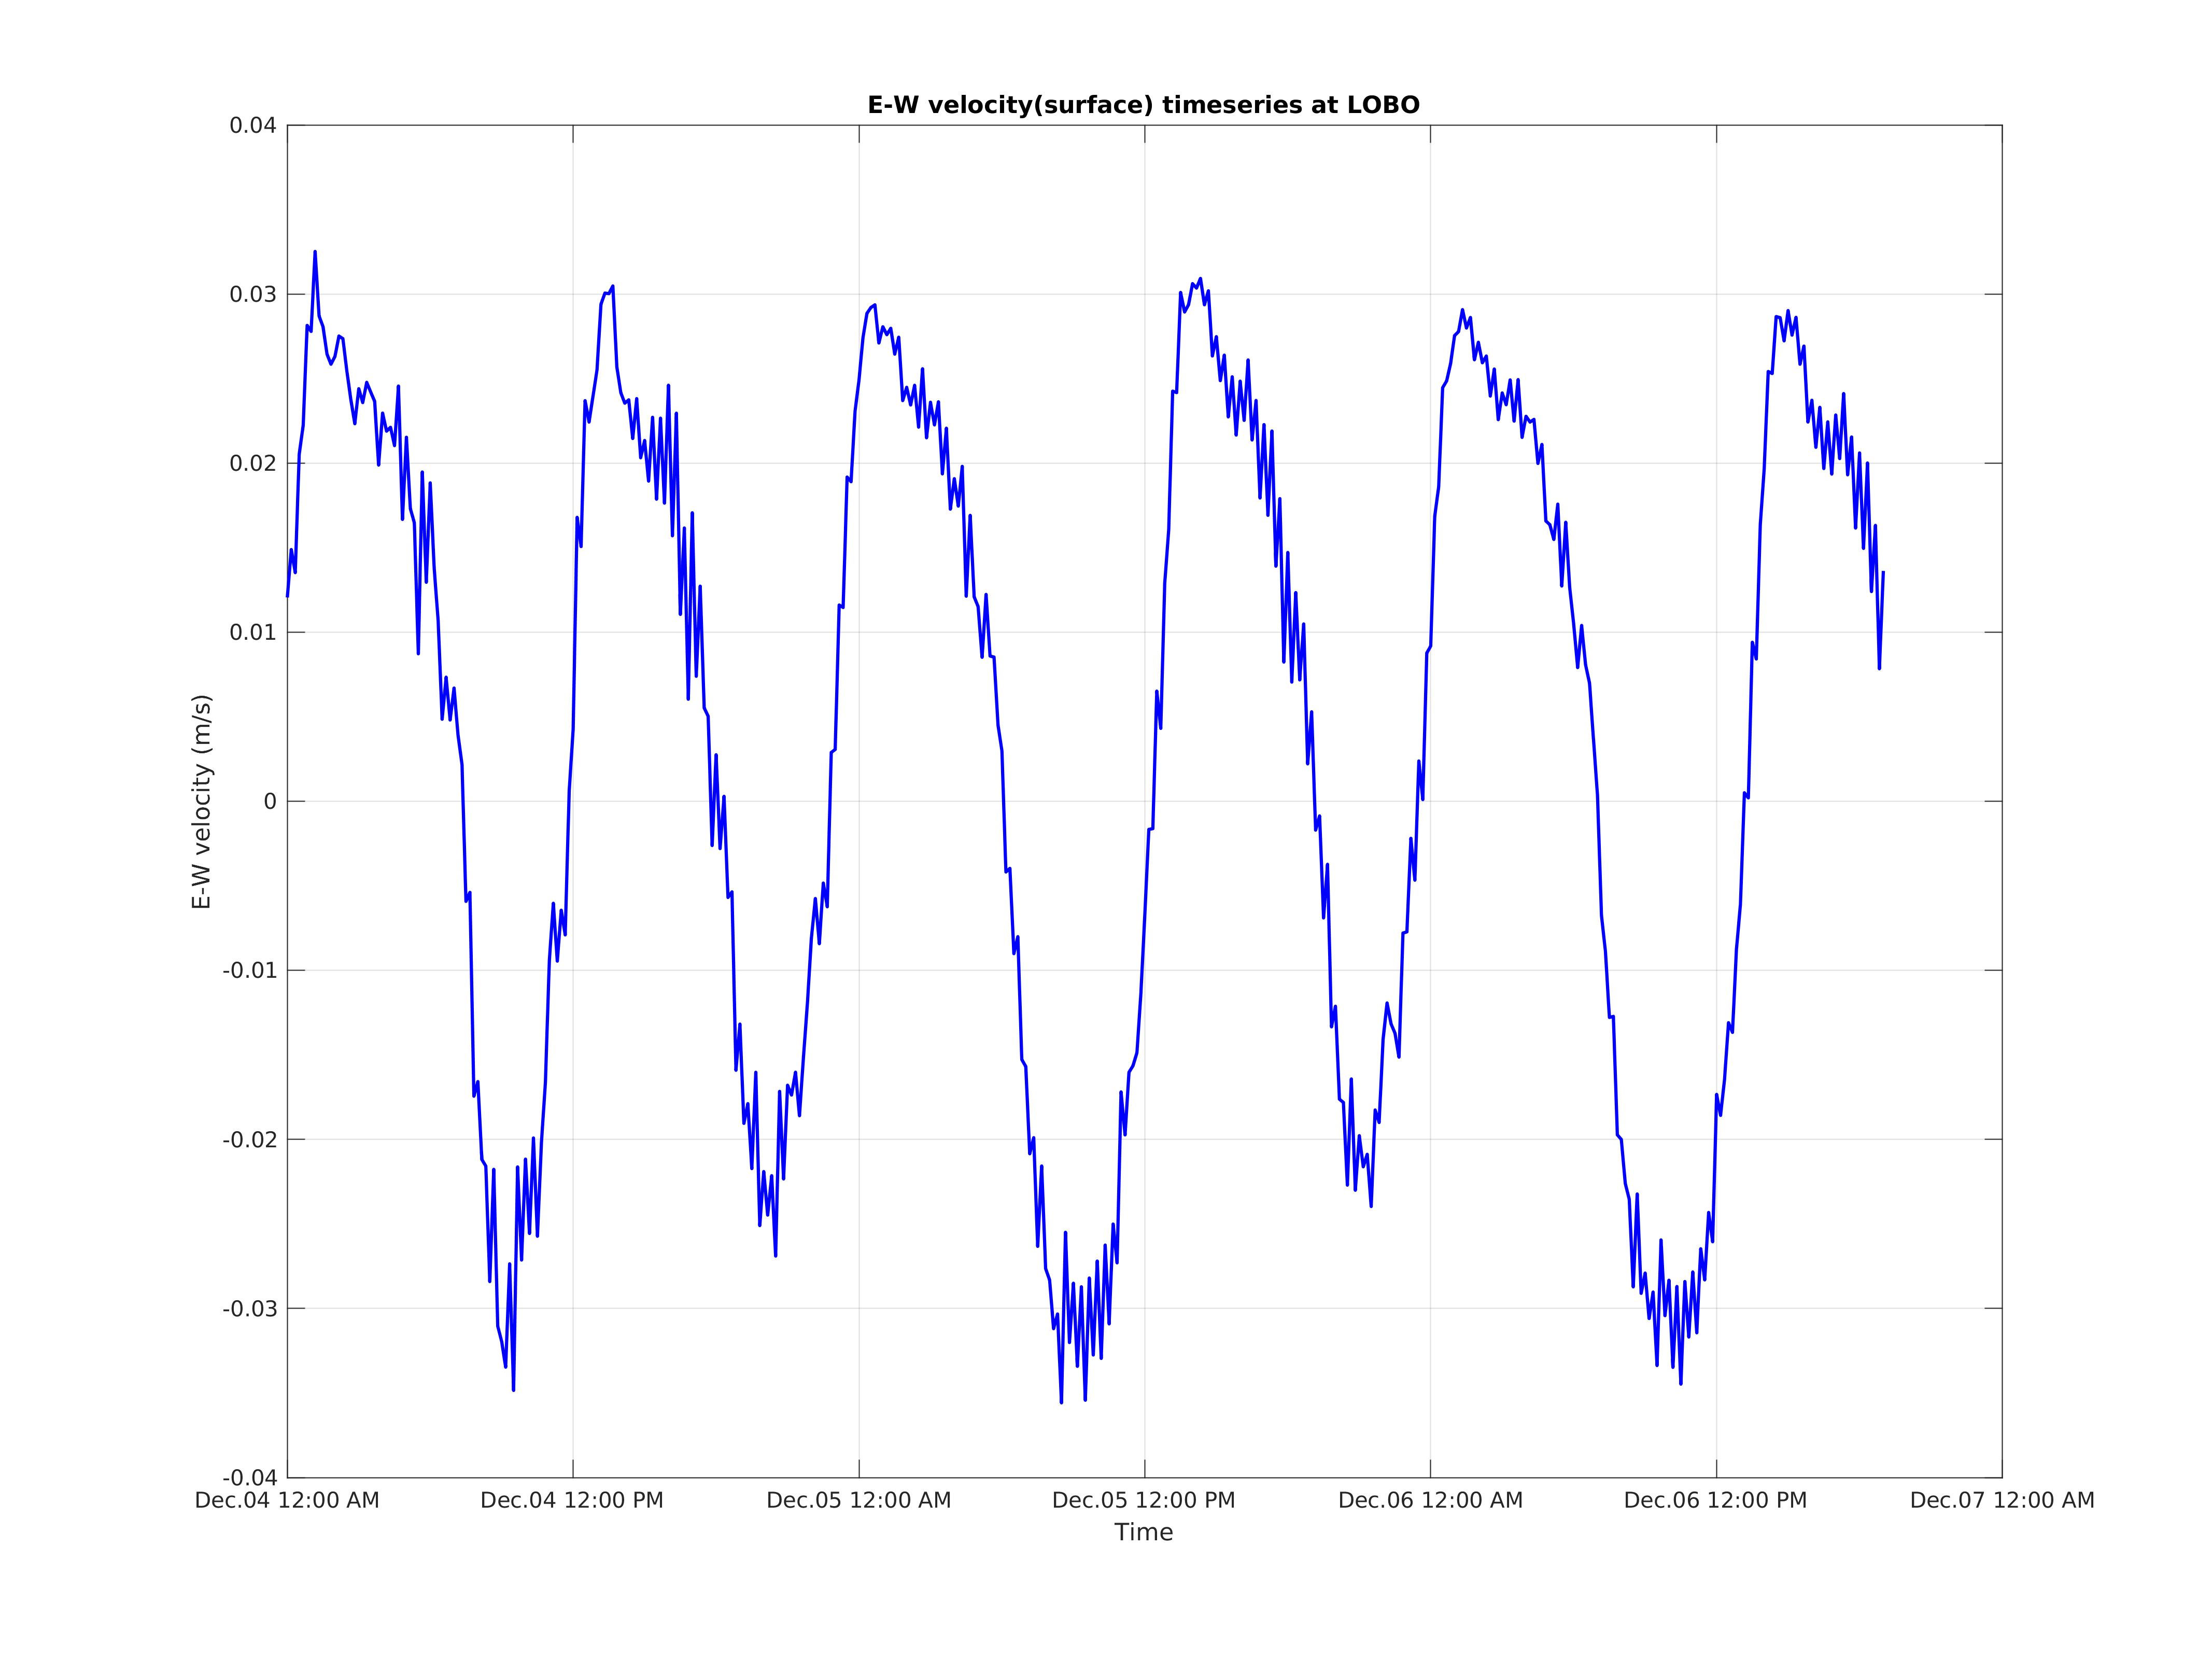 E-W velocity(surface) timeseries at LOBO
0.04
0.03
0.02
0.01
0
-0.01
-0.02
-0.03
-0.04
E-W velocity (m/s)
Dec.04 12:00 AM Dec.04 12:00 PM Dec.05 12:00 AM Dec.05 12:00 PM Dec.06 12:00 AM Dec.06 12:00 PM Dec.07 12:00 AM
Time